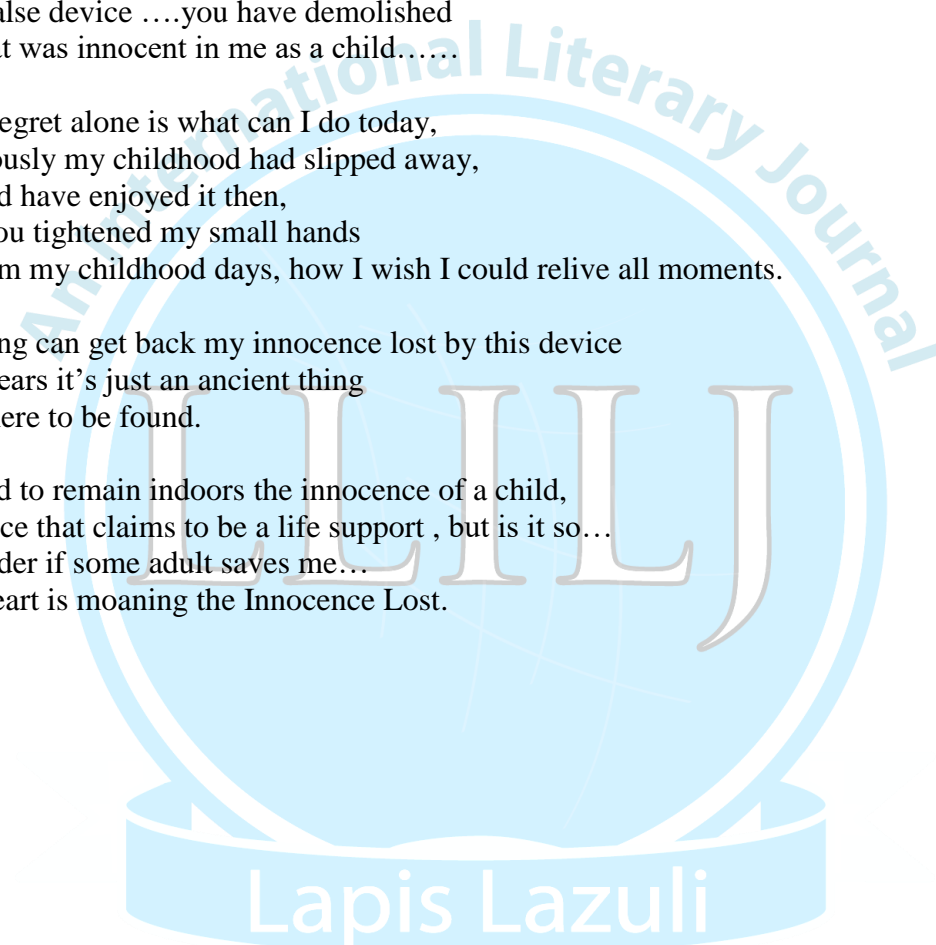 alse device ….you have demolished
at was innocent in me as a child……
egret alone is what can I do today,
ously my childhood had slipped away,
d have enjoyed it then,
ou tightened my small hands
m my childhood days, how I wish I could relive all moments.
ng can get back my innocence lost by this device
ears it’s just an ancient thing
ere to be found.
d to remain indoors the innocence of a child,
ce that claims to be a life support , but is it so…
der if some adult saves me…
eart is moaning the Innocence Lost.
An International Literary Journal
LLILJ
Lapis Lazuli